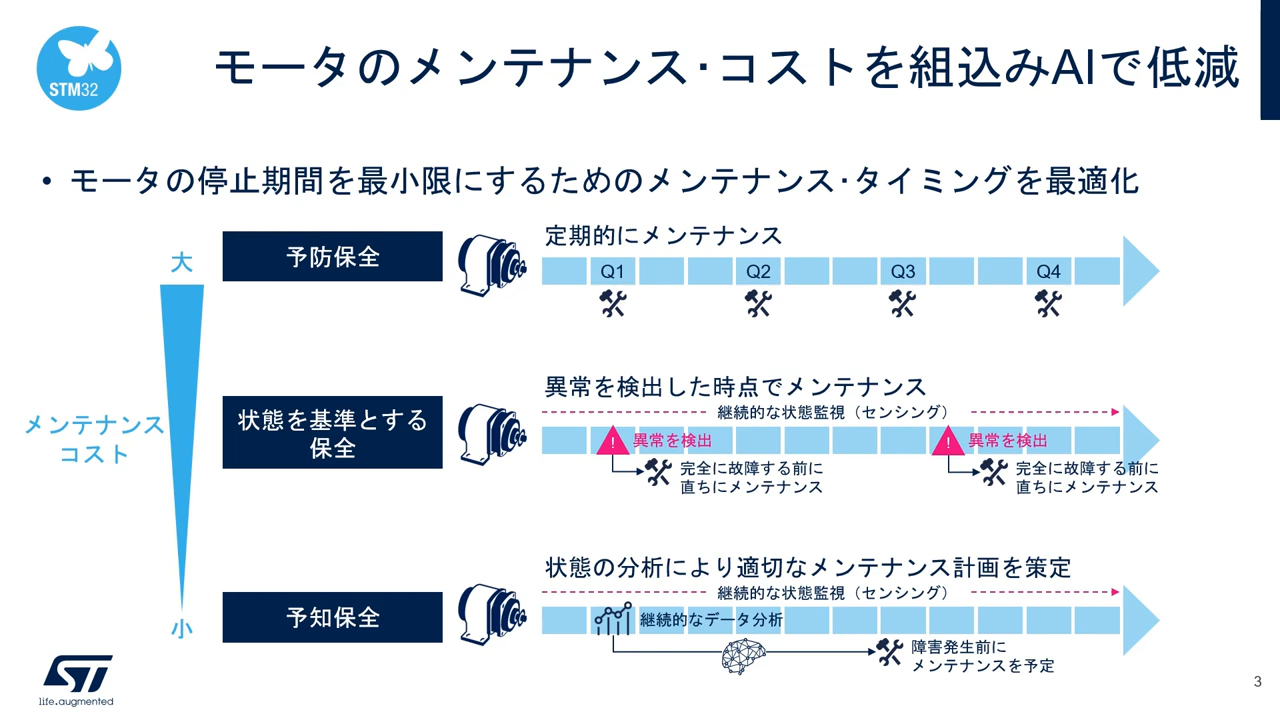 STM32
モータのメンテナンス･コストを組込みAIで低減
• モータの停止期間を最小限にするためのメンテナンス･タイミングを最適化
大
メンテナンス
コスト
小
予防保全
定期的にメンテナンス
Q1 Q2 Q3 Q4
状態を基準とする
保全
異常を検出した時点でメンテナンス
継続的な状態監視（センシング）
! 異常を検出 ! 異常を検出
完全に故障する前に
直ちにメンテナンス
完全に故障する前に
直ちにメンテナンス
予知保全
状態の分析により適切なメンテナンス計画を策定
継続的な状態監視（センシング）
継続的なデータ分析
障害発生前に
メンテナンスを予定
ST
life.augmented
3